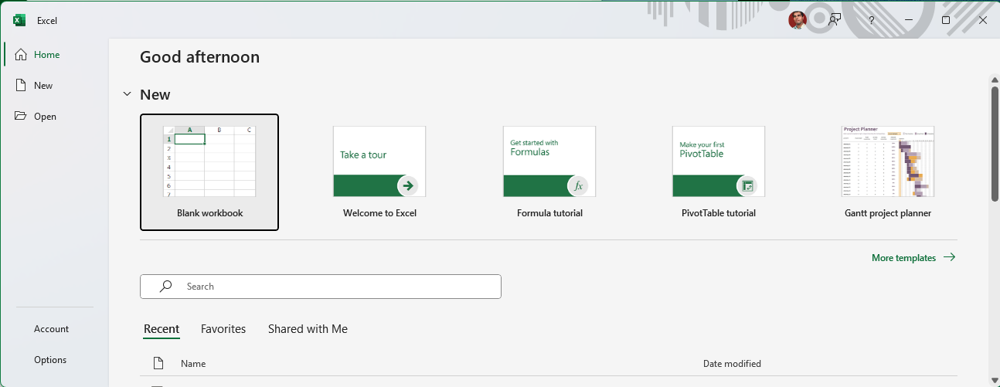 Excel
?
Home
New
Open
Account
Options
Good afternoon
New
A B C
1
2
3
4
5
6
7
Blank workbook
Take a tour
Welcome to Excel
Get started with
Formulas
fx
Formula tutorial
Make your first
PivotTable
PivotTable tutorial
Project Planner
Gantt project planner
More templates
Search
Recent Favorites Shared with Me
Name Date modified